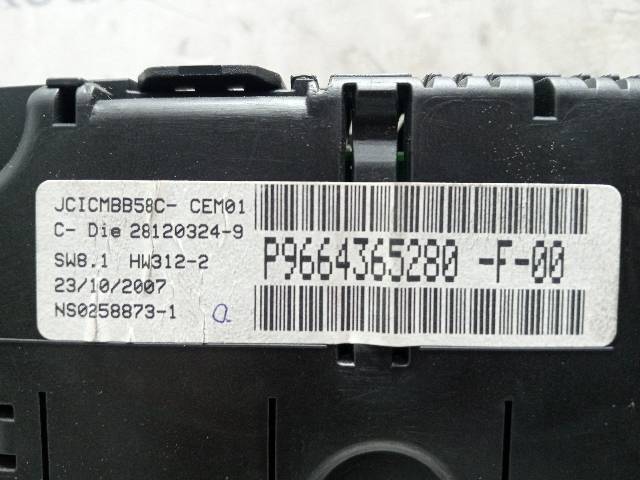 JCICMBB58C- CEM01
C- Die 28120324-9
SW8.1 HW312-2
23/10/2007
NS0258873-1
a
P9664365280 -F-00